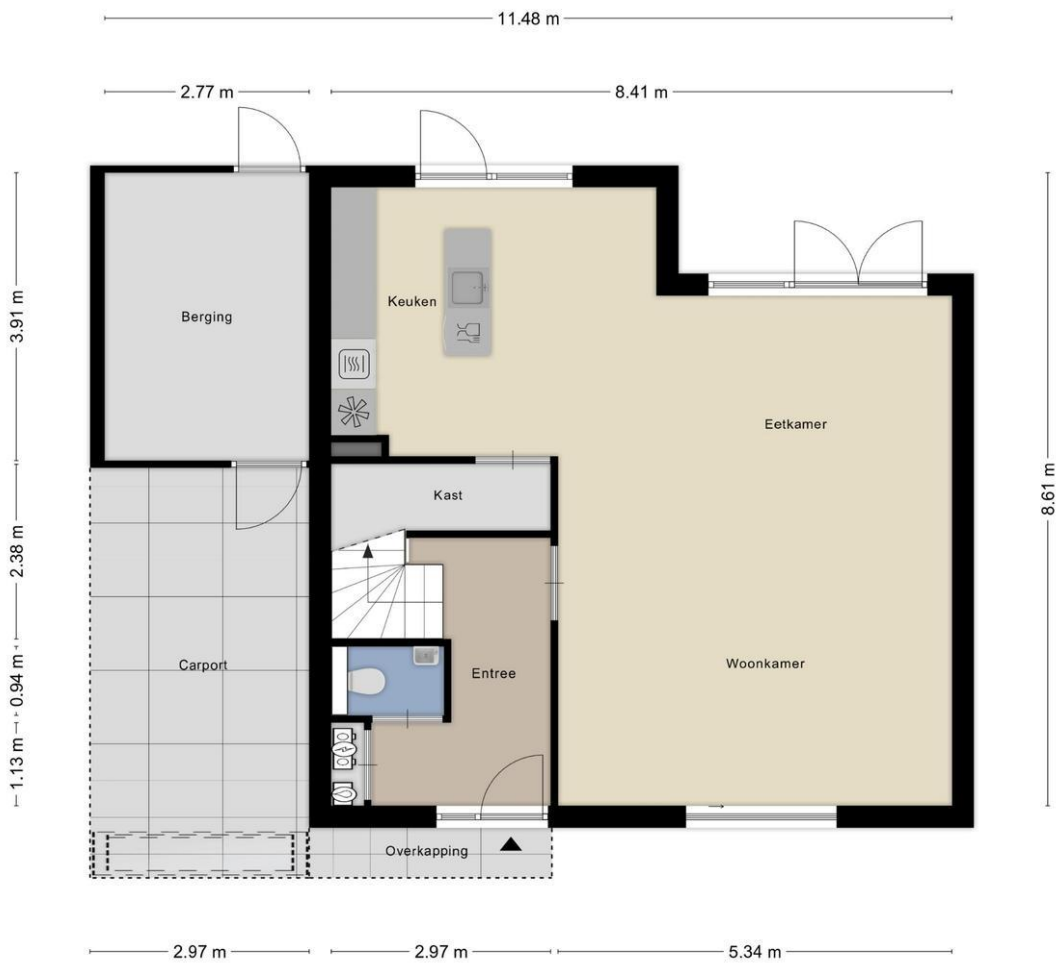 11.48 m
2.77 m
8.41 m
3.91 m
2.38 m
0.94 m
1.13 m
8.61 m
Berging
Keuken
Eetkamer
Kast
Carport
Entree
Woonkamer
Overkapping
2.97 m
2.97 m
5.34 m